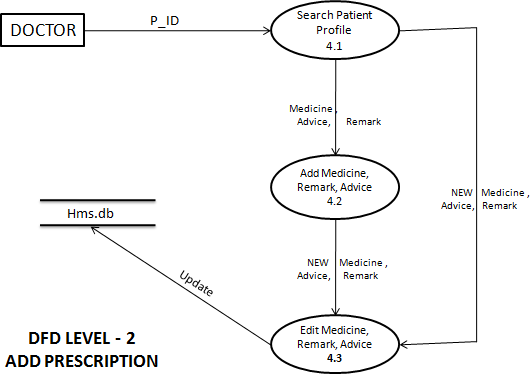 DOCTOR
P_ID
Search Patient
Profile
4.1
Medicine ,
Advice, Remark
Add Medicine,
Remark, Advice
4.2
NEW Medicine ,
Advice, Remark
Hms.db
NEW Medicine ,
Advice, Remark
Update
Edit Medicine,
Remark, Advice
4.3
DFD LEVEL - 2
ADD PRESCRIPTION